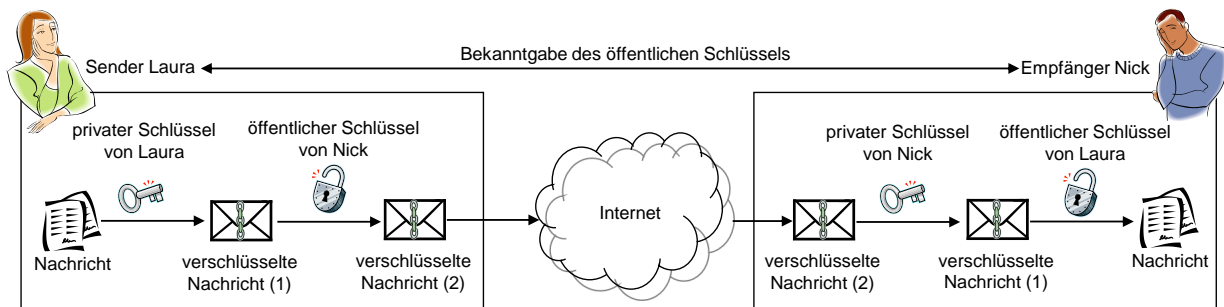 Bekanntgabe des öffentlichen Schlüssels
Sender Laura
Empfänger Nick
privater Schlüssel
von Laura
öffentlicher Schlüssel
von Nick
Nachricht
verschlüsselte
Nachricht (1)
verschlüsselte
Nachricht (2)
Internet
privater Schlüssel
von Nick
öffentlicher Schlüssel
von Laura
verschlüsselte
Nachricht (2)
verschlüsselte
Nachricht (1)
Nachricht